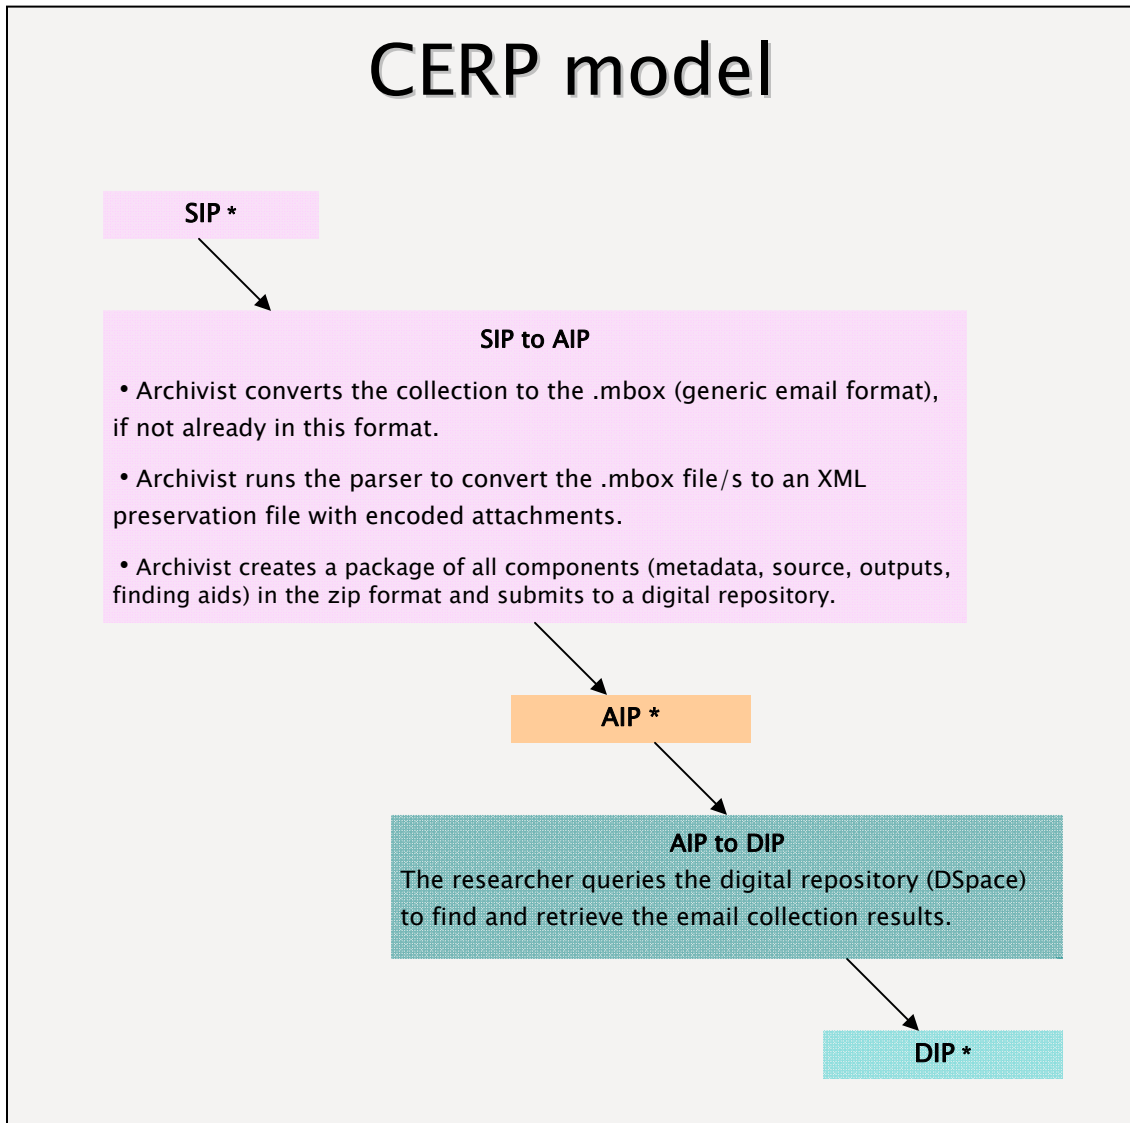 CERP model
SIP *
SIP to AIP
• Archivist converts the collection to the .mbox (generic email format),
if not already in this format.
• Archivist runs the parser to convert the .mbox file/s to an XML
preservation file with encoded attachments.
• Archivist creates a package of all components (metadata, source, outputs,
finding aids) in the zip format and submits to a digital repository.
AIP *
AIP to DIP
The researcher queries the digital repository (DSpace)
to find and retrieve the email collection results.
DIP *